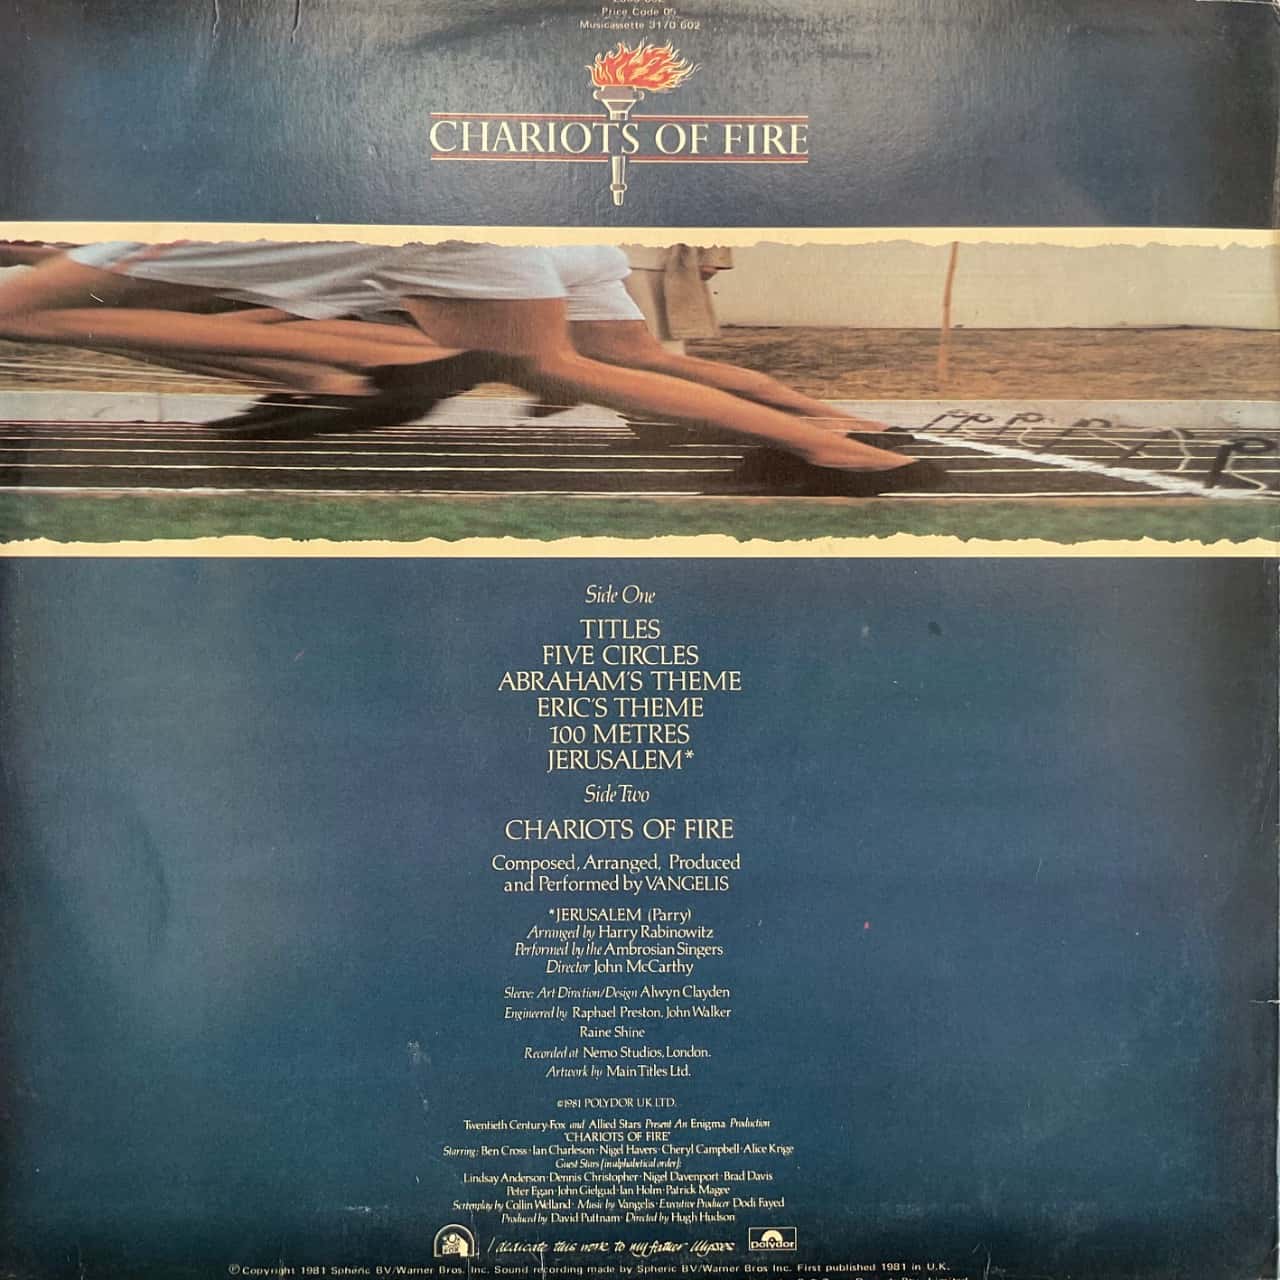 Price Code 05
Musicassette 3170 602
CHARIOTS OF FIRE
Side One
TITLES
FIVE CIRCLES
ABRAHAM'S THEME
ERIC'S THEME
100 METRES
JERUSALEM*
Side Two
CHARIOTS OF FIRE
Composed, Arranged, Produced
and Performed by VANGELIS
*JERUSALEM (Parry)
Arranged by Harry Rabinowitz
Performed by the Ambrosian Singers
Director John McCarthy
Sleeve: Art Direction/Design Alwyn Clayden
Engineered by Raphael Preston, John Walker
Raine Shine
Recorded at Nemo Studios, London.
Artwork by Main Titles Ltd.
©1981 POLYDOR UK LTD.
Twentieth Century-Fox and Allied Stars Present An Enigma Production
'CHARIOTS OF FIRE'
Starring: Ben Cross · Ian Charleson · Nigel Havers · Cheryl Campbell · Alice Krige
Guest Stars (in alphabetical order):
Lindsay Anderson · Dennis Christopher · Nigel Davenport · Brad Davis
Peter Egan · John Gielgud · Ian Holm · Patrick Magee
Screenplay by Collin Welland · Music by Vangelis · Executive Producer Dodi Fayed
Produced by David Puttnam · Directed by Hugh Hudson
20 FOX I dedicate this work to my father Ulysses polydor
℗ Copyright 1981 Spheric BV/Warner Bros. Inc. Sound recording made by Spheric BV/Warner Bros Inc. First published 1981 in U.K.